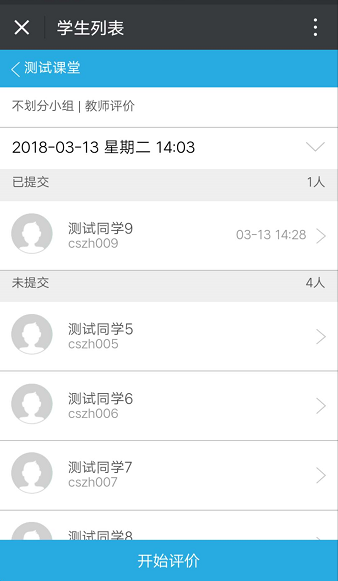 学生列表
测试课堂
不划分小组 | 教师评价
2018-03-13 星期二 14:03
已提交 1人
测试同学9
03-13 14:28
cszh009
未提交 4人
测试同学5
cszh005
测试同学6
cszh006
测试同学7
cszh007
测试同学8
开始评价